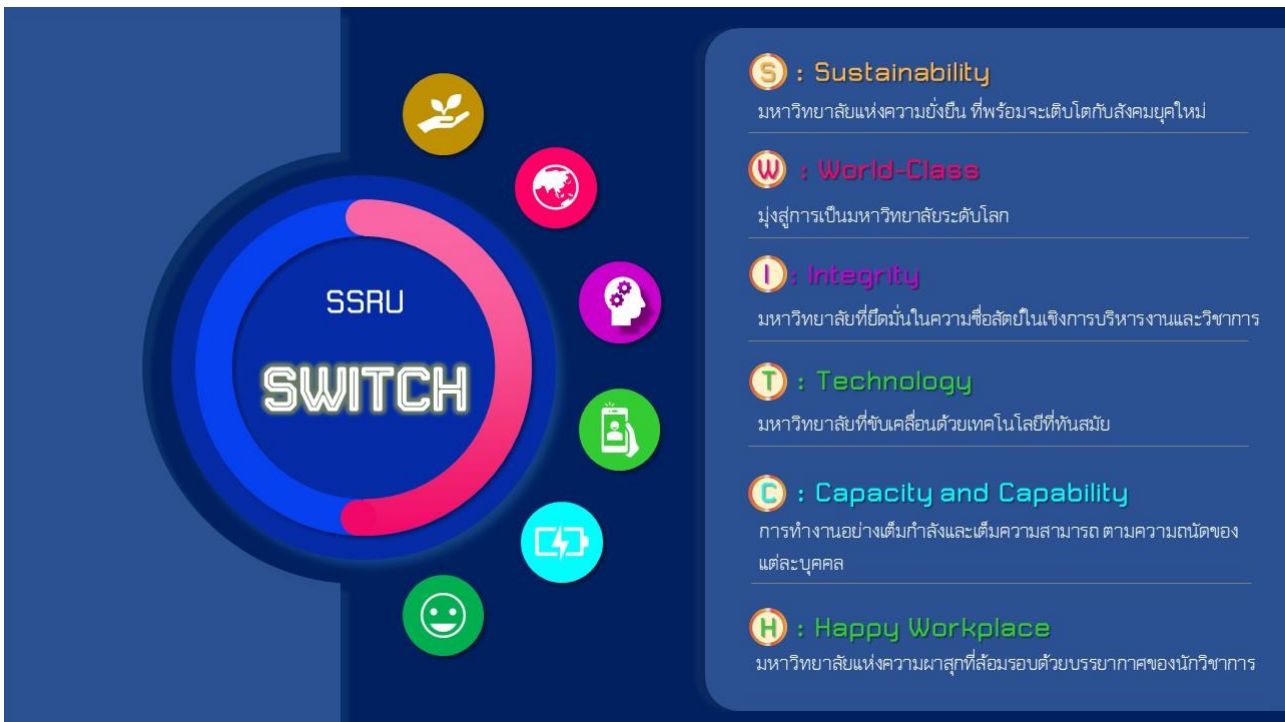 SSRU
SWITCH
S : Sustainability
มหาวิทยาลัยแห่งความยั่งยืน ที่พร้อมจะเติบโตกับสังคมยุคใหม่
W : World-Class
มุ่งสู่การเป็นมหาวิทยาลัยระดับโลก
I : Integrity
มหาวิทยาลัยที่ยึดมั่นในความซื่อสัตย์ในเชิงการบริหารงานและวิชาการ
T : Technology
มหาวิทยาลัยที่ขับเคลื่อนด้วยเทคโนโลยีที่ทันสมัย
C : Capacity and Capability
การทำงานอย่างเต็มกำลังและเต็มความสามารถ ตามความถนัดของ
แต่ละบุคคล
H : Happy Workplace
มหาวิทยาลัยแห่งความผาสุกที่ล้อมรอบด้วยบรรยากาศของนักวิชาการ